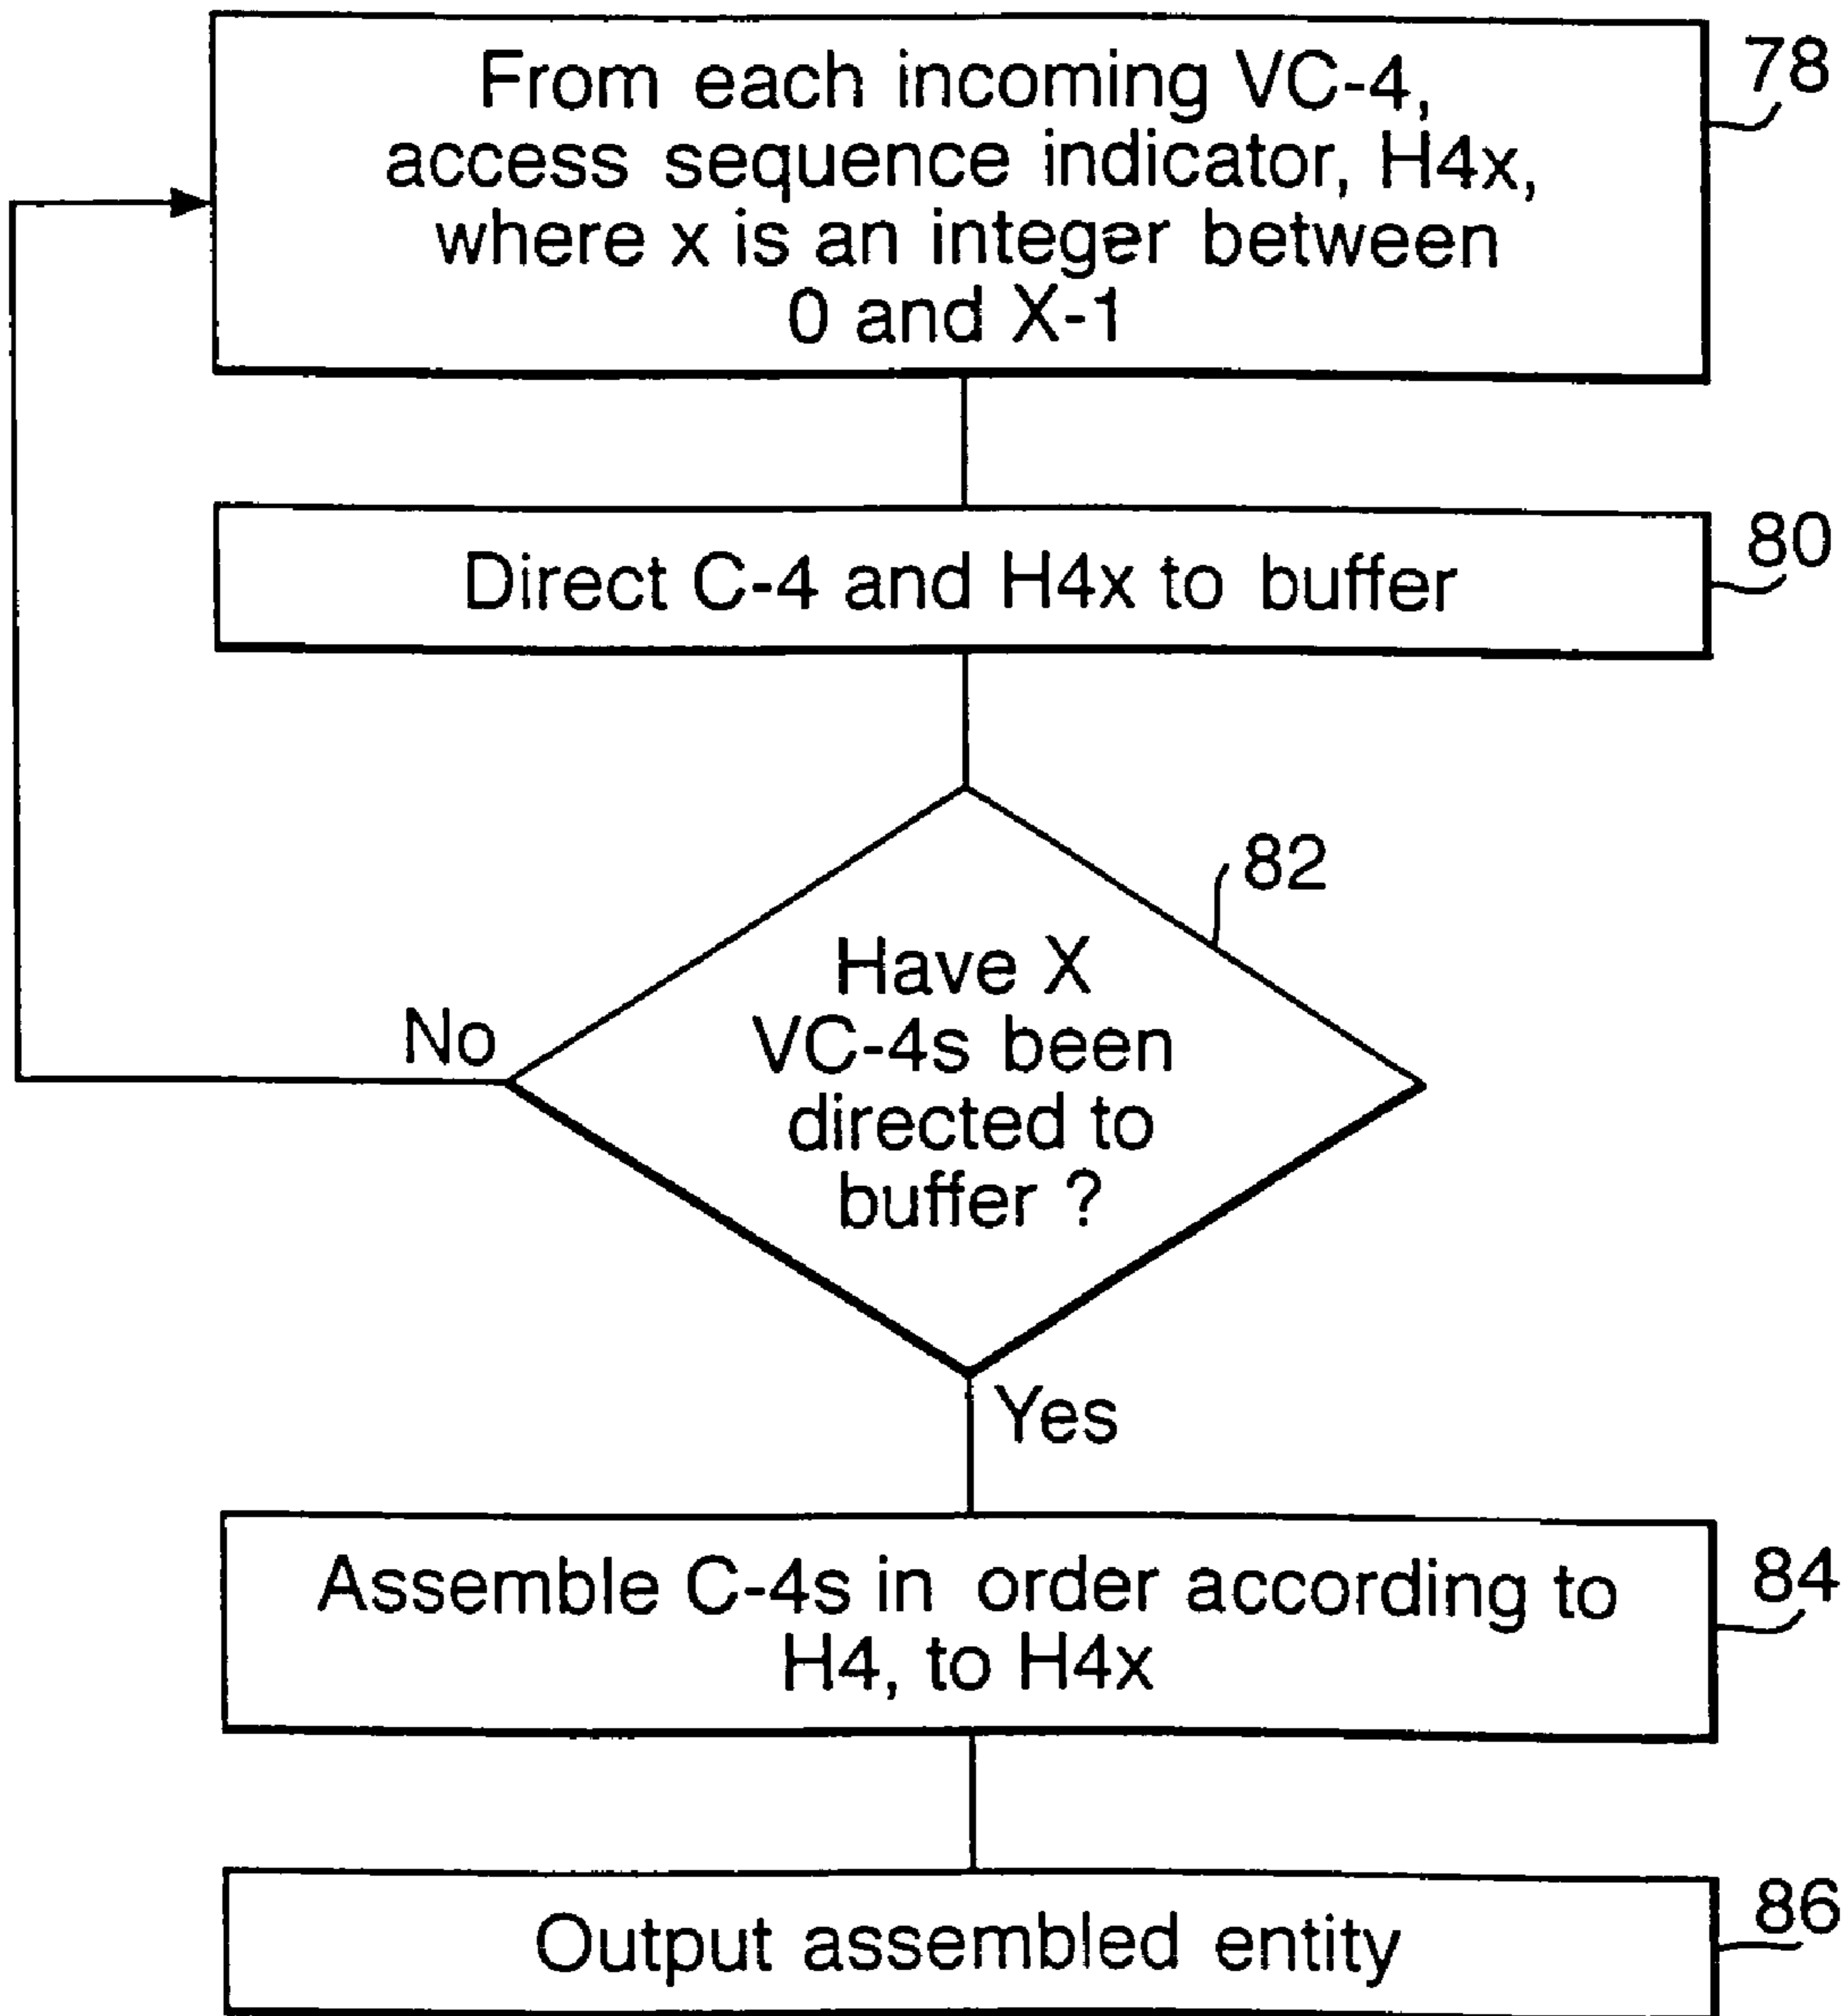 From each incoming VC-4,
access sequence indicator, H4x,
where x is an integer between
0 and X-1
78
Direct C-4 and H4x to buffer
80
82
Have X
VC-4s been
directed to
buffer ?
No
Yes
Assemble C-4s in order according to
H4, to H4x
84
Output assembled entity
86